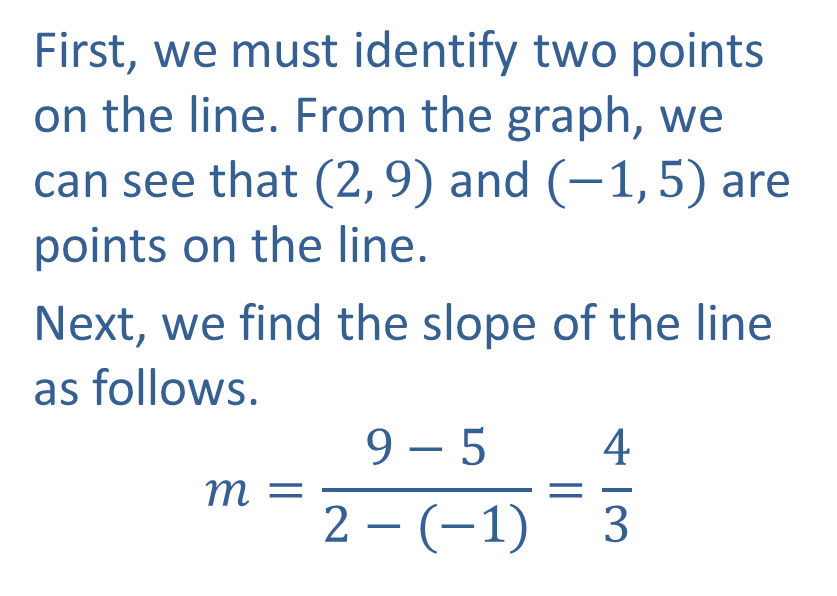 First, we must identify two points
on the line. From the graph, we
can see that (2, 9) and (−1, 5) are
points on the line.
Next, we find the slope of the line
as follows.
m = \frac{9 − 5}{2 − (−1)} = \frac{4}{3}